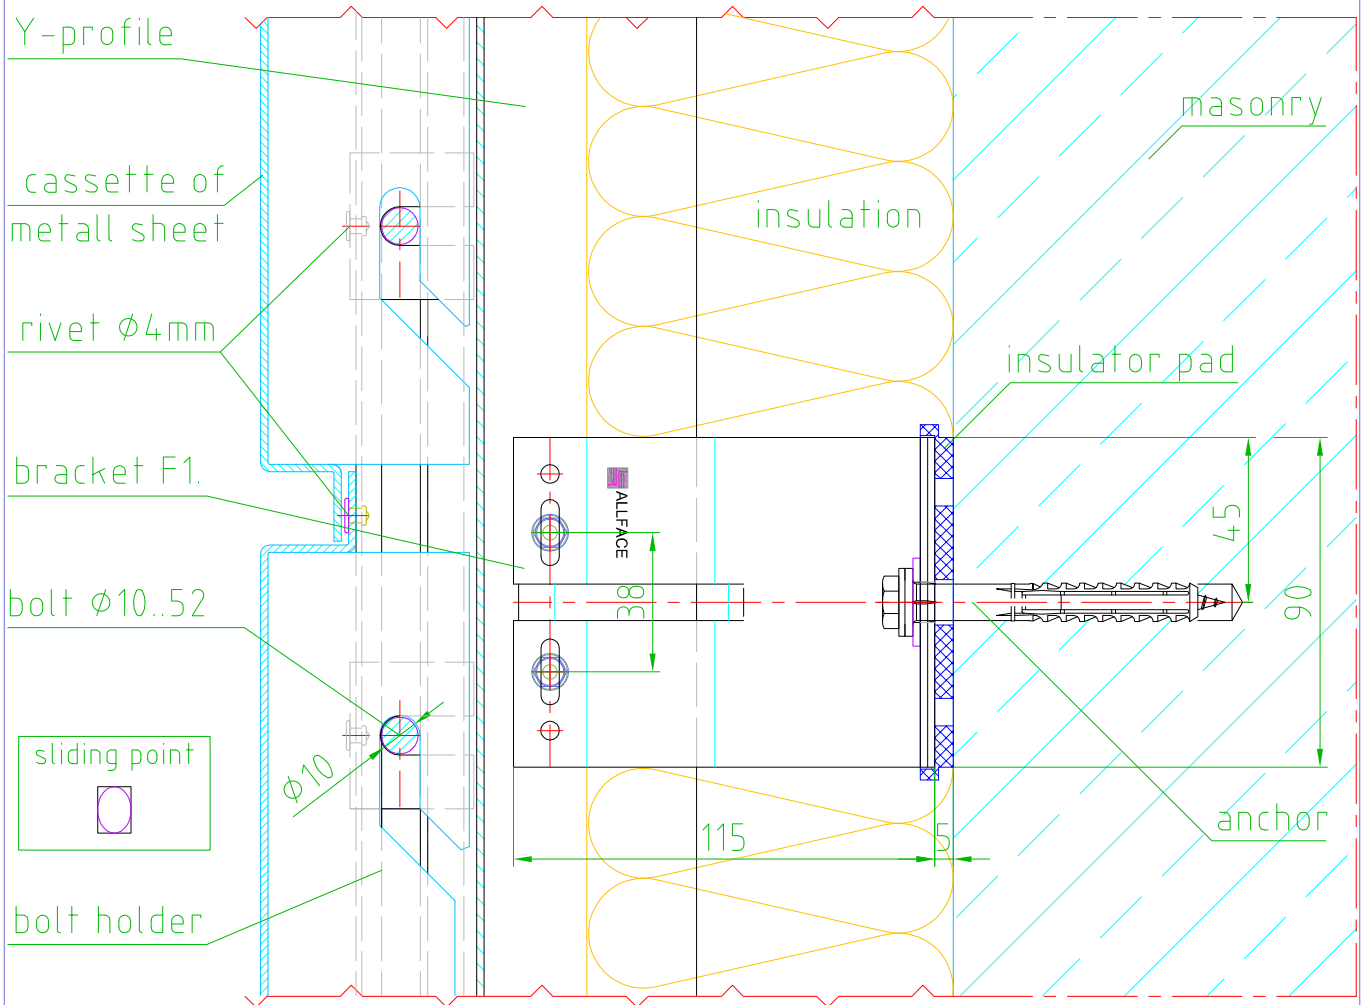 Y-profile
masonry
cassette of
metall sheet
insulation
rivet Ø4mm
insulator pad
bracket F1.
ALLFACE
45
bolt Ø10..52
38
90
sliding point
Ø10
115
5
anchor
bolt holder